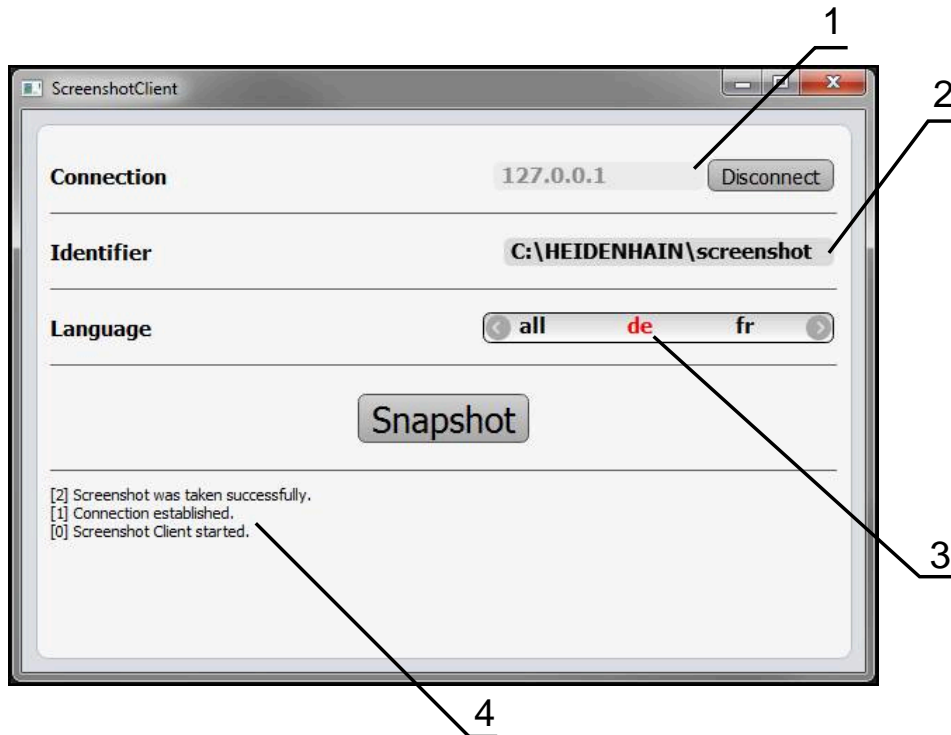 1
ScreenshotClient
2
Connection 127.0.0.1 Disconnect
Identifier C:\HEIDENHAIN\screenshot
Language all de fr
Snapshot
[2] Screenshot was taken successfully.
[1] Connection established.
[0] Screenshot Client started.
3
4